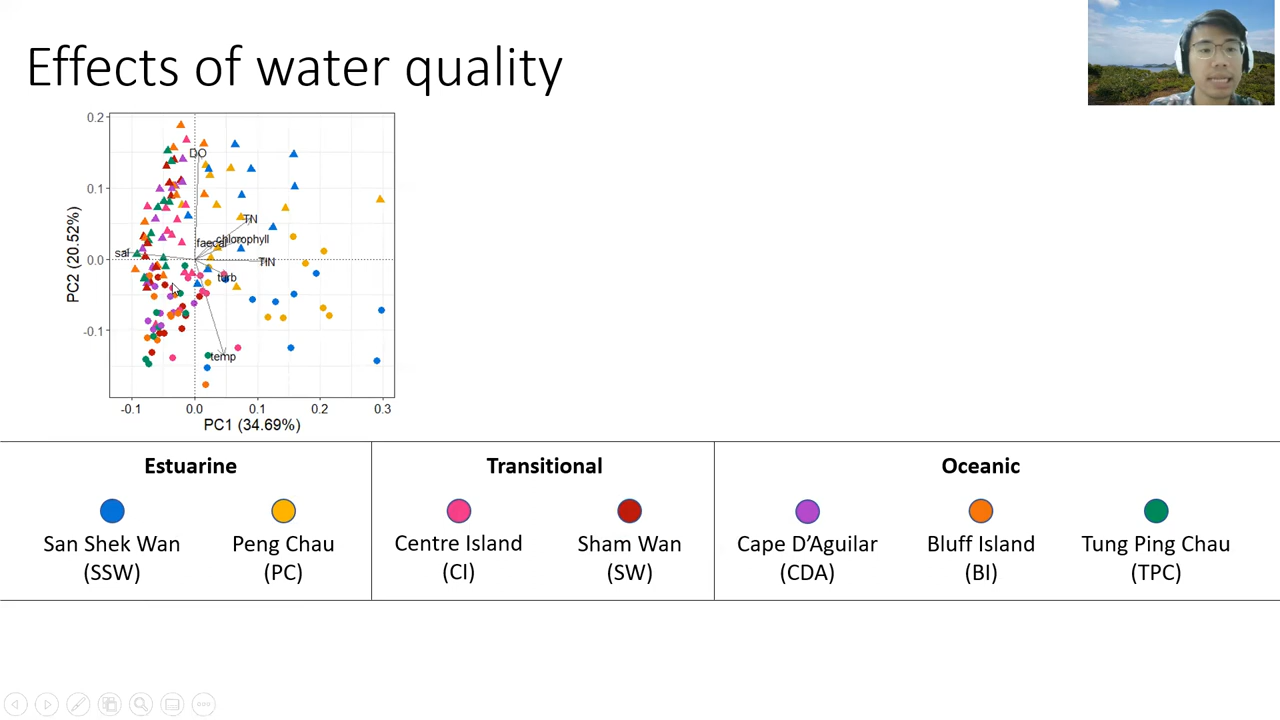 Effects of water quality
0.2
0.1
0.0
-0.1
PC2 (20.52%)
DO
TN
faecal
chlorophyll
sal
TIN
turb
temp
-0.1
0.0
0.1
0.2
0.3
PC1 (34.69%)
Estuarine
Transitional
Oceanic
San Shek Wan
(SSW)
Peng Chau
(PC)
Centre Island
(CI)
Sham Wan
(SW)
Cape D’Aguilar
(CDA)
Bluff Island
(BI)
Tung Ping Chau
(TPC)